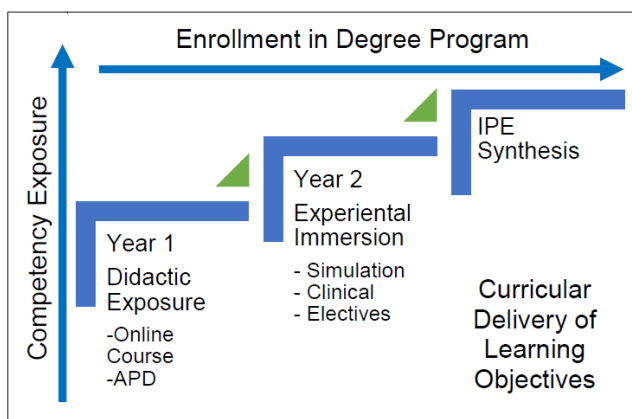 Enrollment in Degree Program
Competency Exposure
Year 1
Didactic
Exposure
-Online
Course
-APD
Year 2
Experiental
Immersion
- Simulation
- Clinical
- Electives
IPE
Synthesis
Curricular
Delivery of
Learning
Objectives